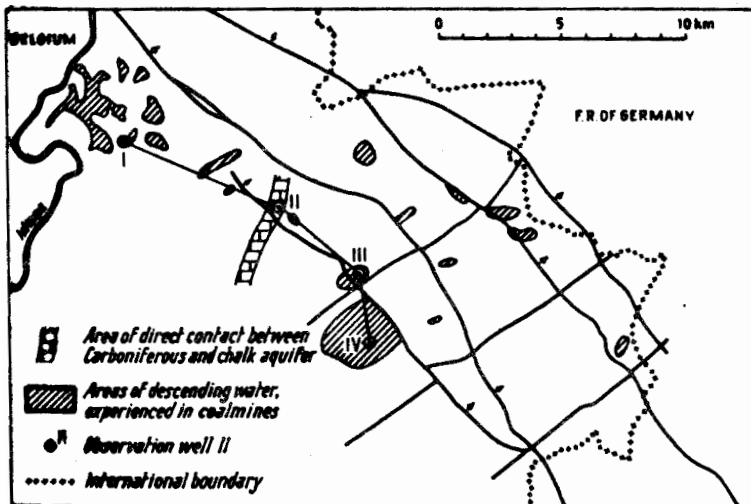 BELGIUM
0 5 10 km
F.R. OF GERMANY
I
II
III
IV
Area of direct contact between
Carboniferous and chalk aquifer
Areas of descending water,
experienced in coalmines
II Observation well II
International boundary